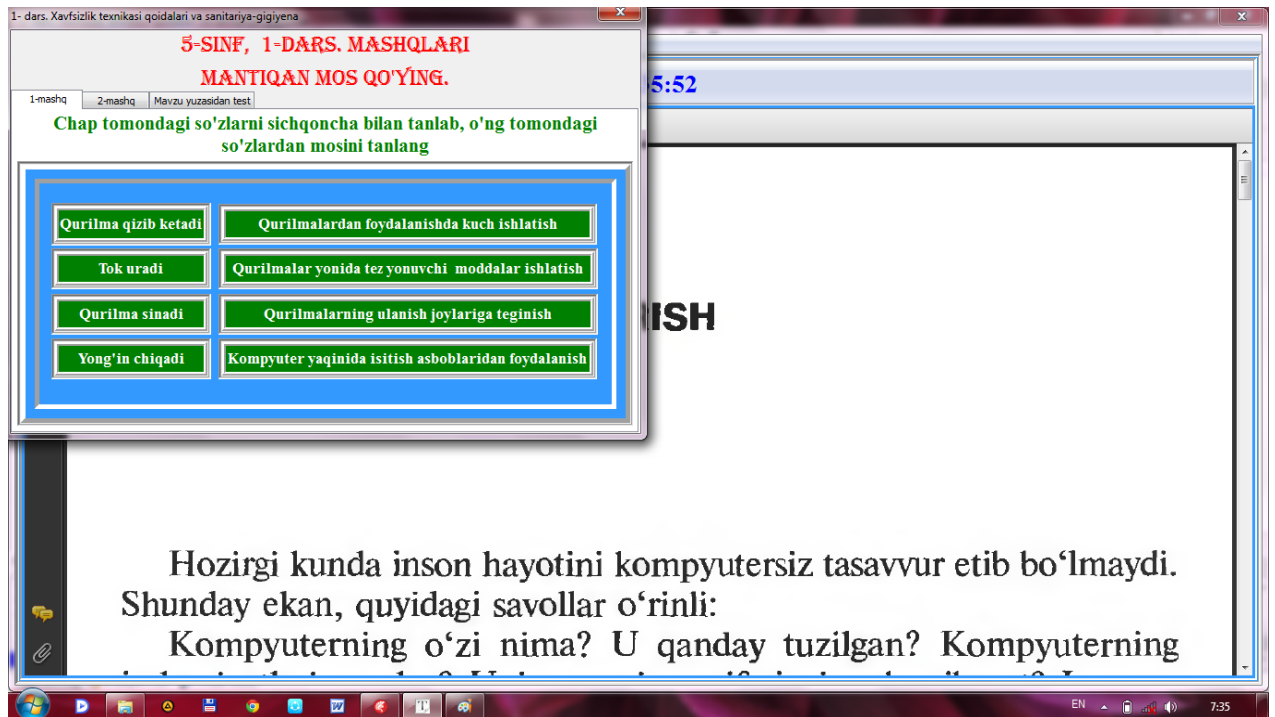 1- dars. Xavfsizlik texnikasi qoidalari va sanitariya-gigiyena
5-SINF, 1-DARS. MASHQLARI
MANTIQAN MOS QO'YING.
1-mashq 2-mashq Mavzu yuzasidan test
Chap tomondagi so'zlarni sichqoncha bilan tanlab, o'ng tomondagi
so'zlardan mosini tanlang
Qurilma qizib ketadi Qurilmalardan foydalanishda kuch ishlatish
Tok uradi Qurilmalar yonida tez yonuvchi moddalar ishlatish
Qurilma sinadi Qurilmalarning ulanish joylariga teginish
Yong'in chiqadi Kompyuter yaqinida isitish asboblaridan foydalanish
5:52
ISH
Hozirgi kunda inson hayotini kompyutersiz tasavvur etib bo‘lmaydi.
Shunday ekan, quyidagi savollar o‘rinli:
Kompyuterning o‘zi nima? U qanday tuzilgan? Kompyuterning
EN 7:35